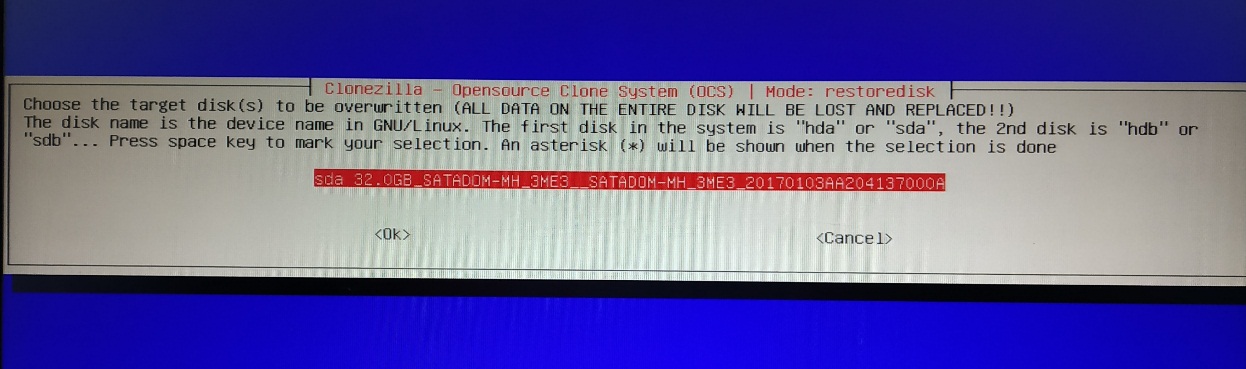 Clonezilla - Opensource Clone System (OCS) | Mode: restoredisk
Choose the target disk(s) to be overwritten (ALL DATA ON THE ENTIRE DISK WILL BE LOST AND REPLACED!!)
The disk name is the device name in GNU/Linux. The first disk in the system is "hda" or "sda", the 2nd disk is "hdb" or
"sdb"... Press space key to mark your selection. An asterisk (*) will be shown when the selection is done
sda 32.0GB_SATADOM-MH_3ME3__SATADOM-MH_3ME3_20170103AA204137000A
<Ok> <Cancel>